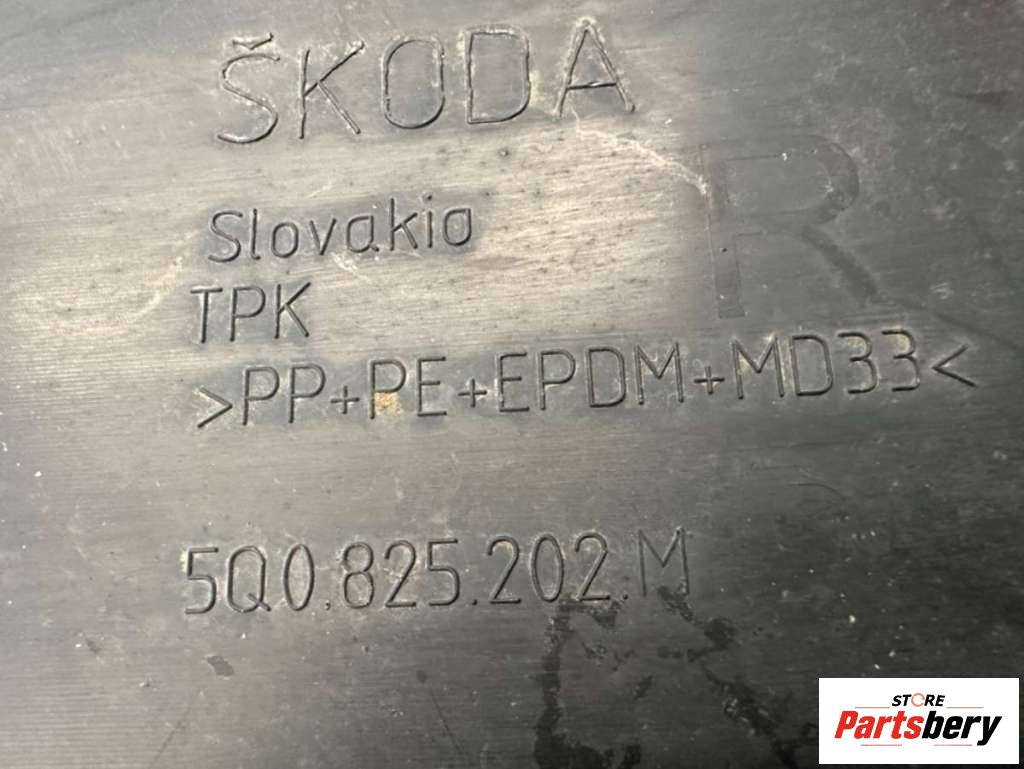 ŠKODA
R
Slovakia
TPK
>PP+PE+EPDM+MD33<
5Q0.825.202.M
STORE
Partsbery